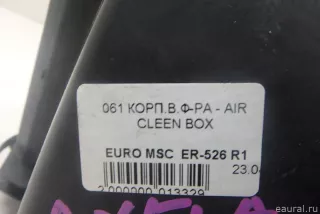 061 КОРП.В.Ф-РА - AIR
CLEEN BOX
EURO MSC ER-526 R1
23.0
2 000000 013329
© eaural.ru